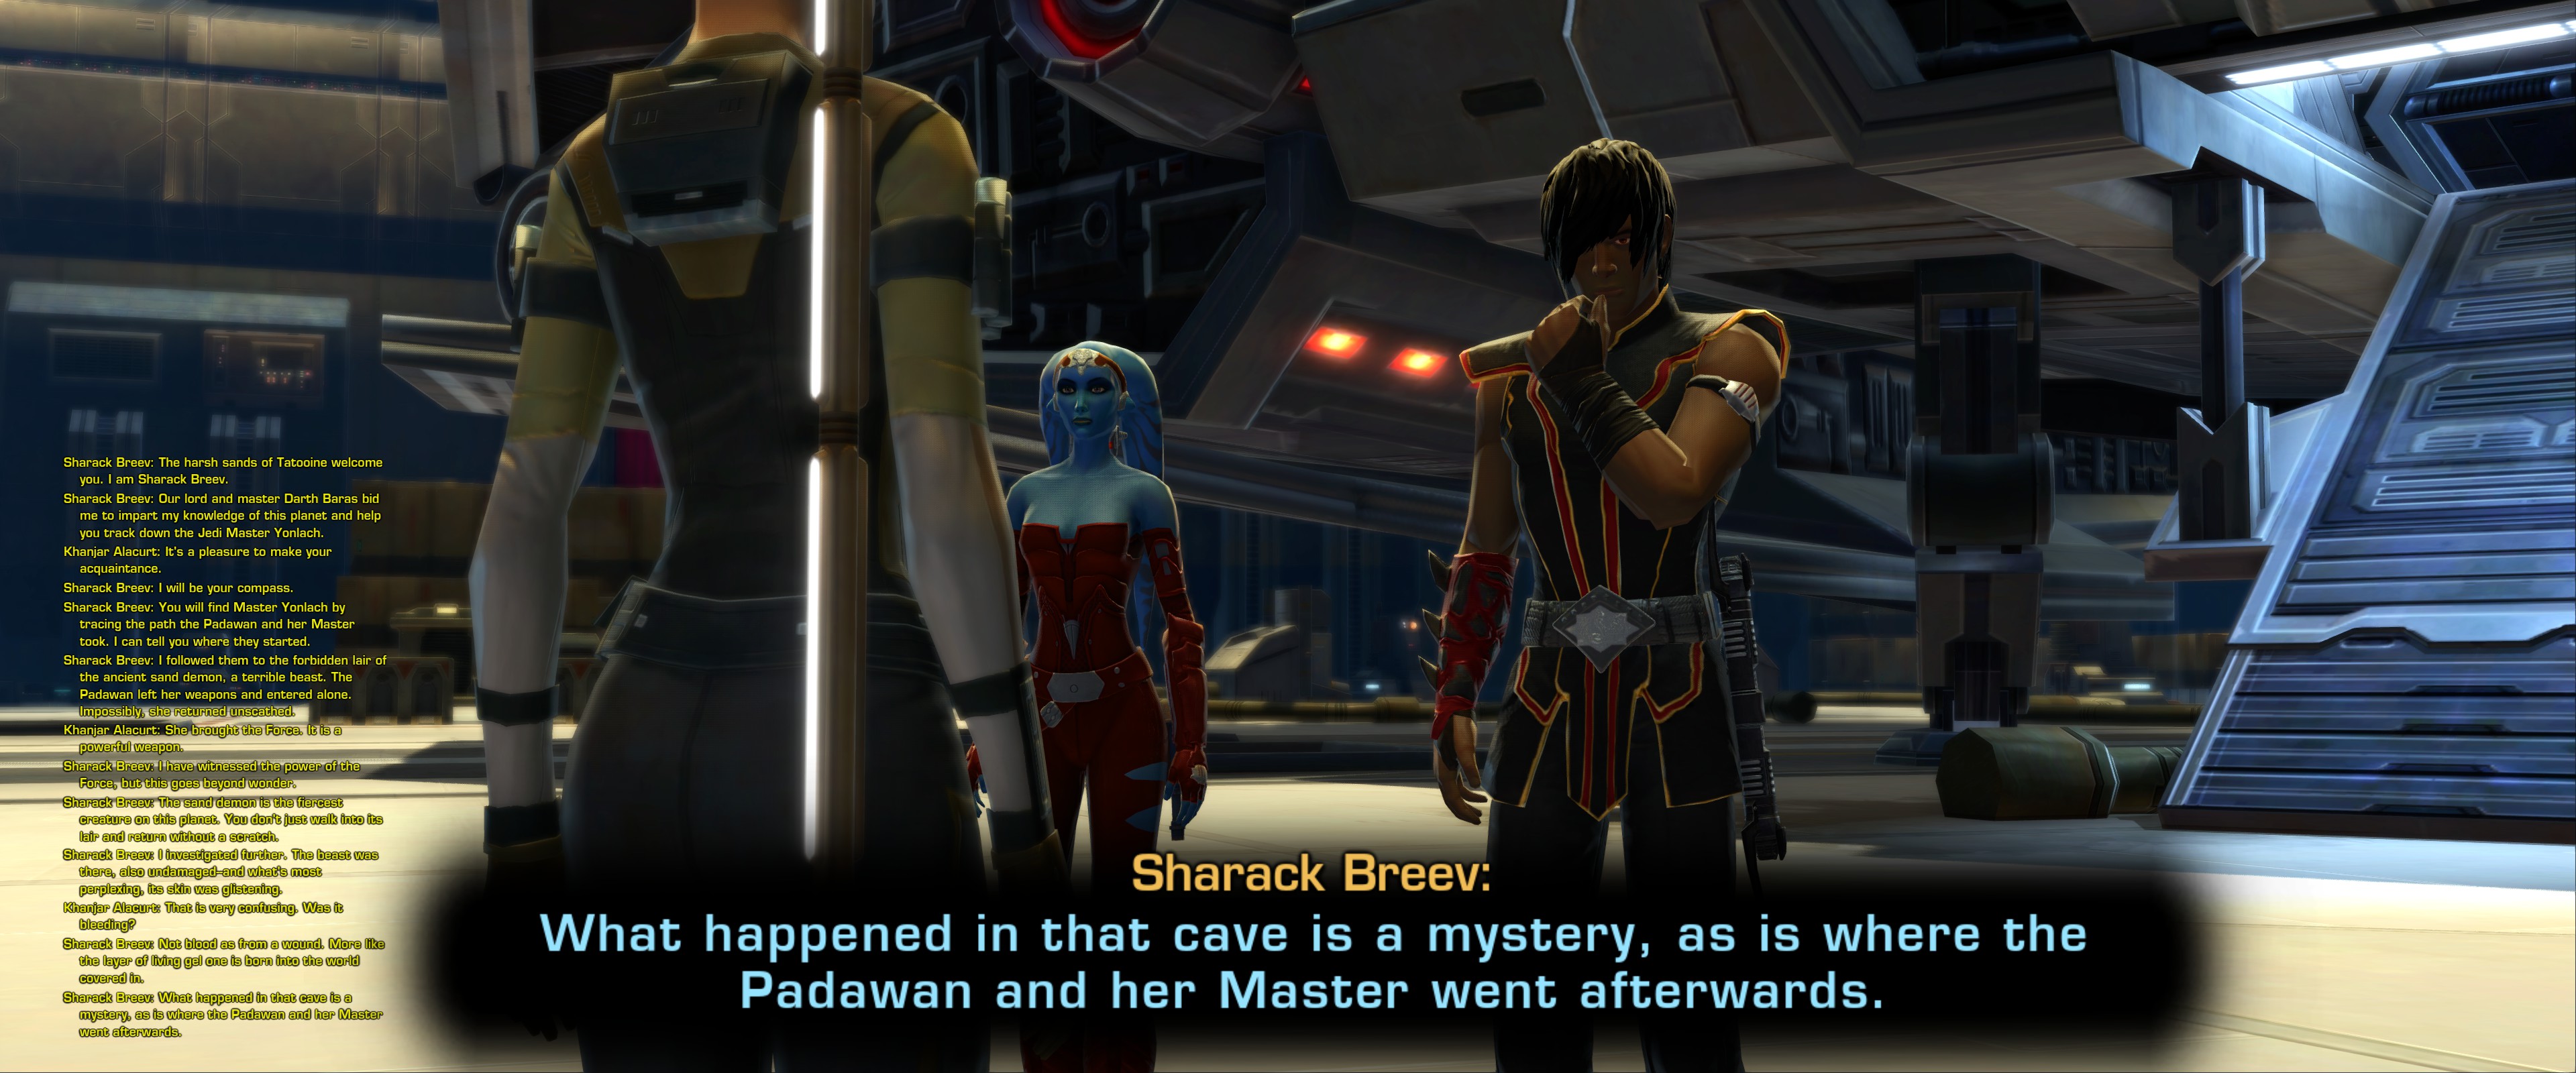 Sharack Breev: The harsh sands of Tatooine welcome
you. I am Sharack Breev.
Sharack Breev: Our lord and master Darth Baras bid
me to impart my knowledge of this planet and help
you track down the Jedi Master Yonlach.
Khanjar Alacurt: It's a pleasure to make your
acquaintance.
Sharack Breev: I will be your compass.
Sharack Breev: You will find Master Yonlach by
tracing the path the Padawan and her Master
took. I can tell you where they started.
Sharack Breev: I followed them to the forbidden lair of
the ancient sand demon, a terrible beast. The
Padawan left her weapons and entered alone.
Impossibly, she returned unscathed.
Khanjar Alacurt: She brought the Force. It is a
powerful weapon.
Sharack Breev: I have witnessed the power of the
Force, but this goes beyond wonder.
Sharack Breev: The sand demon is the fiercest
creature on this planet. You don't just walk into its
lair and return without a scratch.
Sharack Breev: I investigated further. The beast was
there, also undamaged–and what's most
perplexing, its skin was glistening.
Khanjar Alacurt: That is very confusing. Was it
bleeding?
Sharack Breev: Not blood as from a wound. More like
the layer of living gel one is born into the world
covered in.
Sharack Breev: What happened in that cave is a
mystery, as is where the Padawan and her Master
went afterwards.
Sharack Breev:
What happened in that cave is a mystery, as is where the
Padawan and her Master went afterwards.